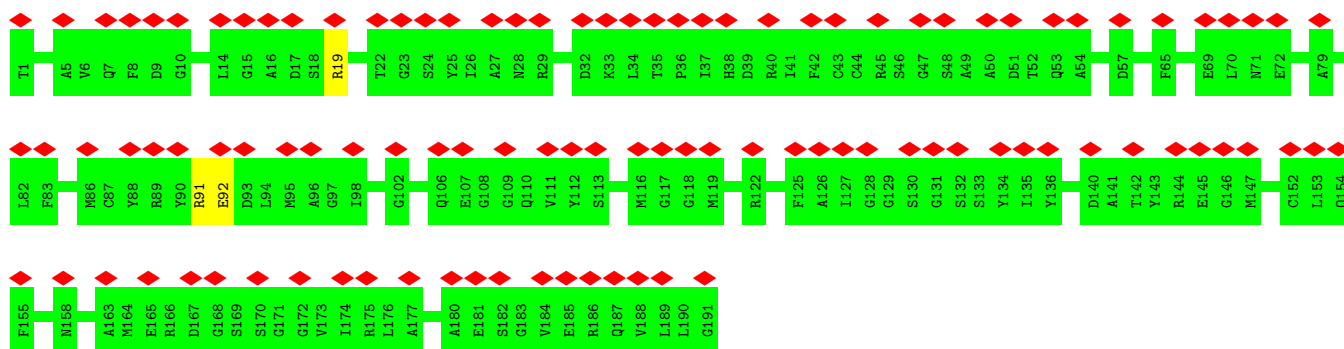 T1 A5 V6 Q7 F8 D9 G10 L14 G15 A16 D17 S18 R19 T22 G23 S24 Y25 I26 A27 N28 R29 D32 K33 L34 T35 P36 I37 H38 D39 R40 I41 F42 C43 C44 R45 S46 G47 S48 A49 A50 D51 T52 Q53 A54 D57 F65 E69 L70 N71 E72 A79
L82 F83 M86 C87 Y88 R89 Y90 R91 E92 D93 L94 M95 A96 G97 I98 G102 Q106 E107 G108 G109 Q110 V111 Y112 S113 M116 G117 G118 M119 R122 F125 A126 I127 G128 G129 S130 G131 S132 S133 Y134 I135 Y136 D140 A141 T142 Y143 R144 E145 G146 M147 C152 L153 Q154
F155 N158 A163 M164 E165 R166 D167 G168 S169 S170 G171 G172 V173 I174 R175 L176 A177 A180 E181 S182 G183 V184 E185 R186 Q187 V188 L189 L190 G191